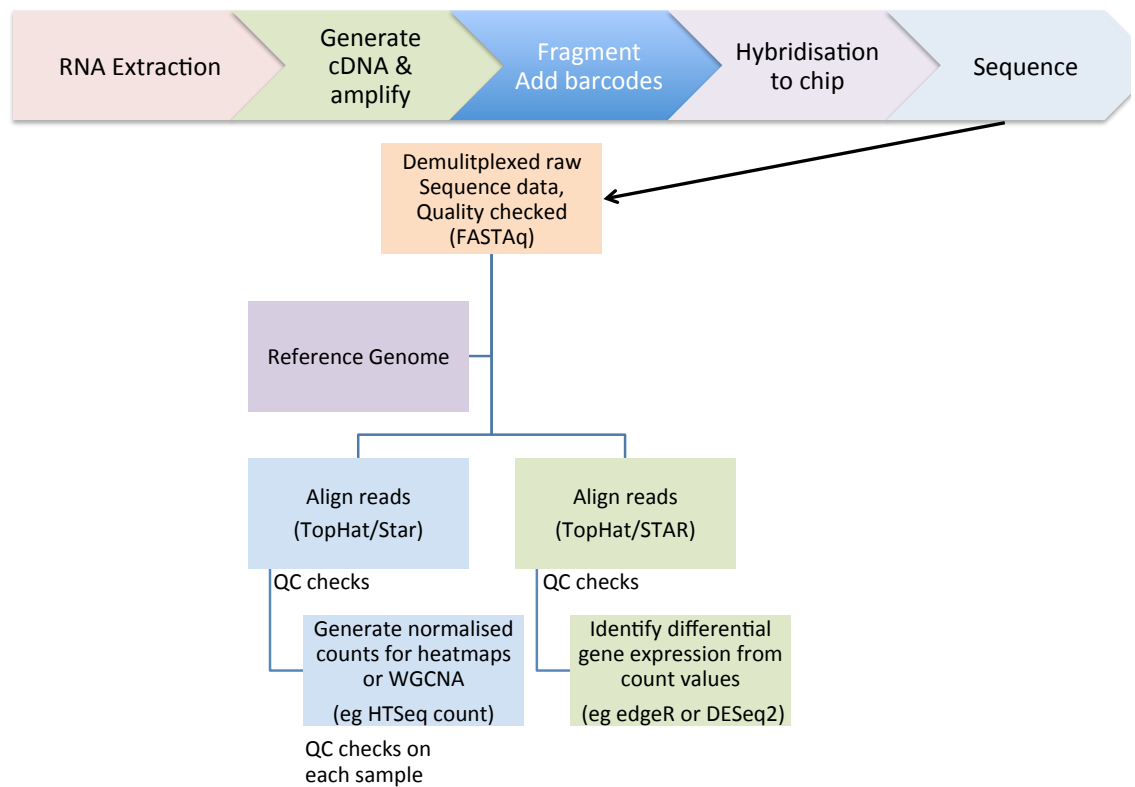 RNA Extraction
Generate
cDNA &
amplify
Fragment
Add barcodes
Hybridisation
to chip
Sequence
Demulitplexed raw
Sequence data,
Quality checked
(FASTAq)
Reference Genome
Align reads
(TopHat/Star)
Align reads
(TopHat/STAR)
QC checks
QC checks
Generate normalised
counts for heatmaps
or WGCNA
(eg HTSeq count)
Identify differential
gene expression from
count values
(eg edgeR or DESeq2)
QC checks on
each sample